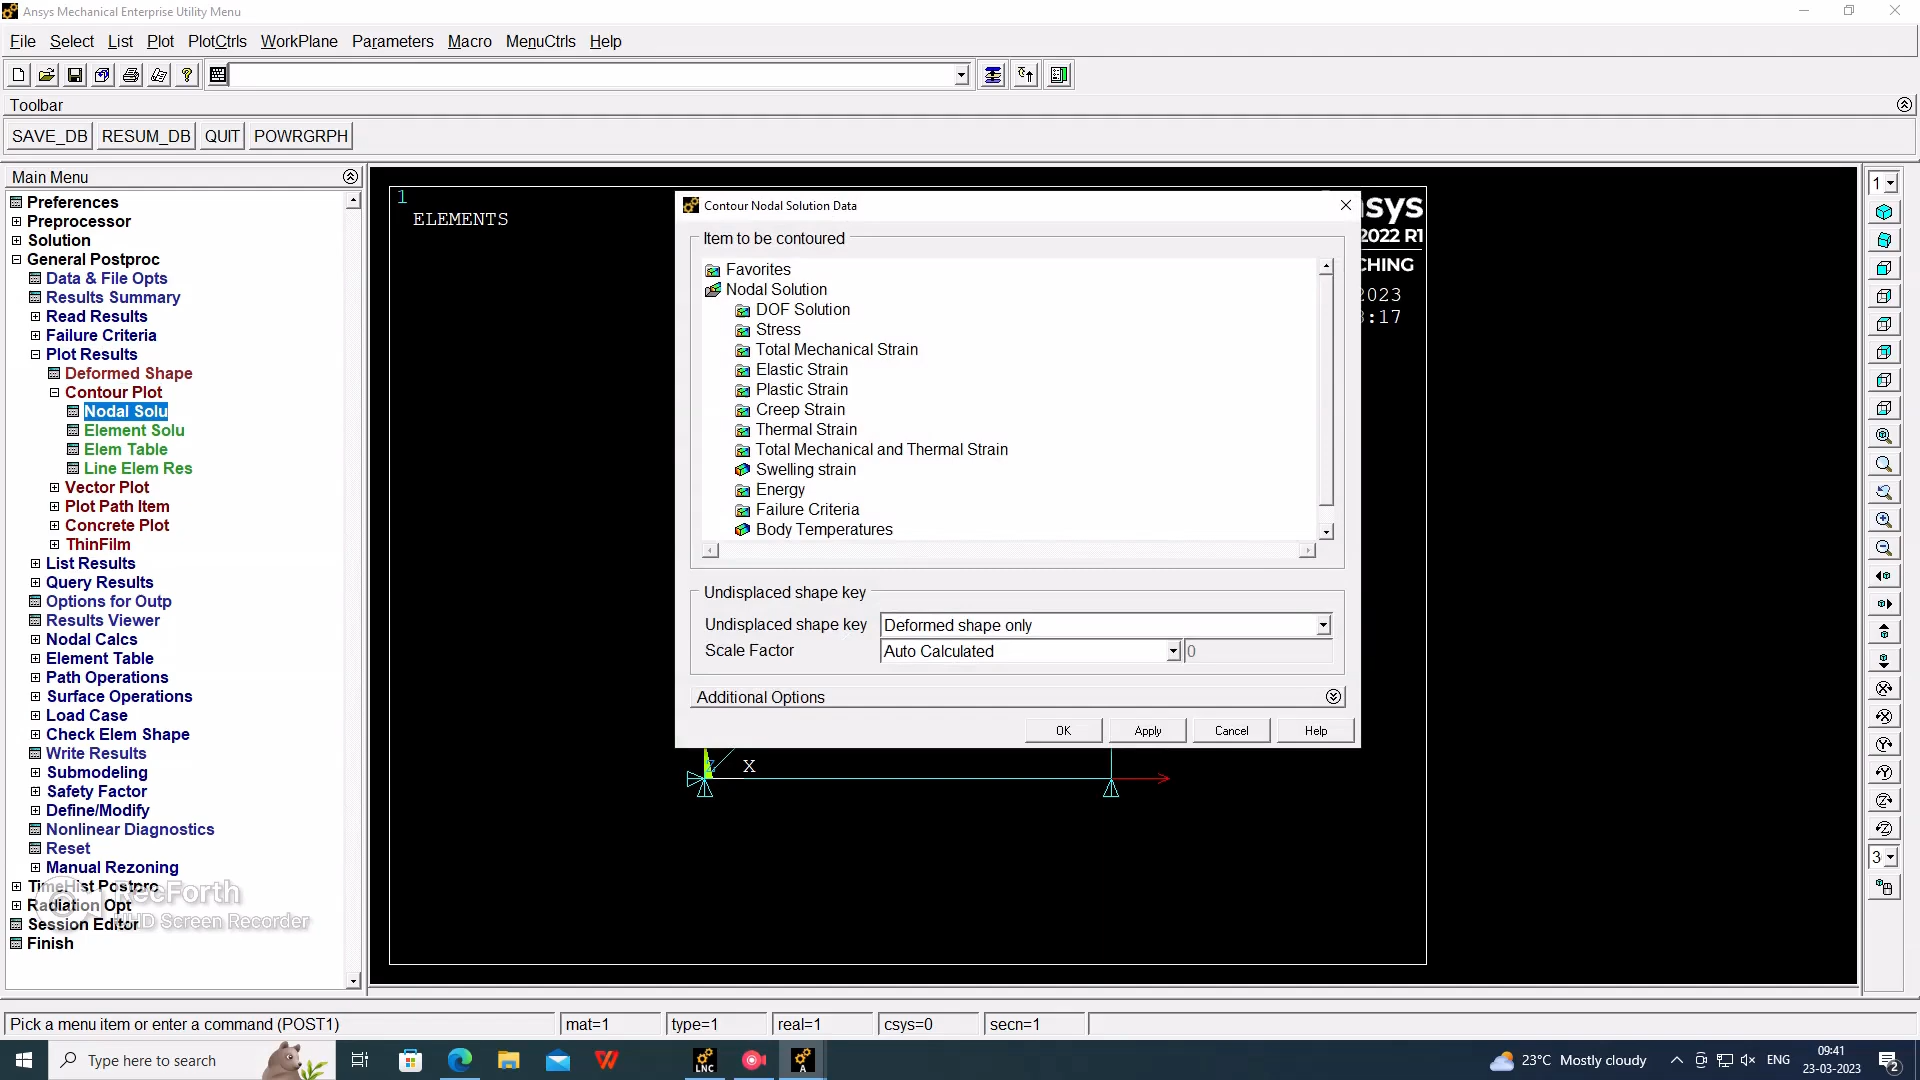 Ansys Mechanical Enterprise Utility Menu
File Select List Plot PlotCtrls WorkPlane Parameters Macro MenuCtrls Help
Toolbar
SAVE_DB RESUM_DB QUIT POWRGRPH
Main Menu
Preferences
Preprocessor
Solution
General Postproc
Data & File Opts
Results Summary
Read Results
Failure Criteria
Plot Results
Deformed Shape
Contour Plot
Nodal Solu
Element Solu
Elem Table
Line Elem Res
Vector Plot
Plot Path Item
Concrete Plot
ThinFilm
List Results
Query Results
Options for Outp
Results Viewer
Nodal Calcs
Element Table
Path Operations
Surface Operations
Load Case
Check Elem Shape
Write Results
Submodeling
Safety Factor
Define/Modify
Nonlinear Diagnostics
Reset
Manual Rezoning
TimeHist Postpro
Radiation Opt
Session Editor
Finish
RecForth
UHD Screen Recorder
1
ELEMENTS
sys
2022 R1
CHING
2023
:17
X
Contour Nodal Solution Data
Item to be contoured
Favorites
Nodal Solution
DOF Solution
Stress
Total Mechanical Strain
Elastic Strain
Plastic Strain
Creep Strain
Thermal Strain
Total Mechanical and Thermal Strain
Swelling strain
Energy
Failure Criteria
Body Temperatures
Undisplaced shape key
Undisplaced shape key Deformed shape only
Scale Factor Auto Calculated 0
Additional Options
OK Apply Cancel Help
1
3
Pick a menu item or enter a command (POST1) mat=1 type=1 real=1 csys=0 secn=1
Type here to search
LNC
A
23°C Mostly cloudy
ENG
09:41
23-03-2023
2